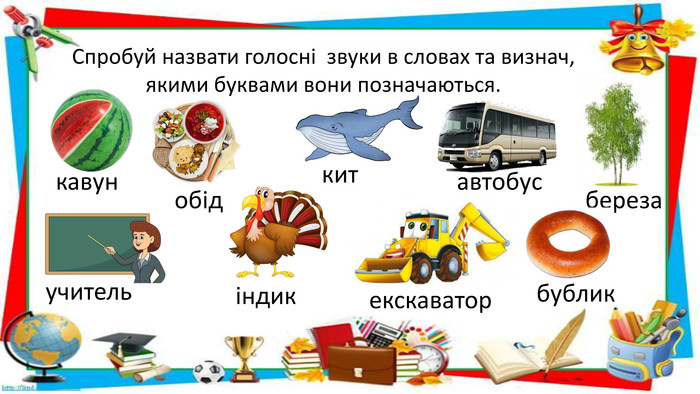 Спробуй назвати голосні звуки в словах та визнач,
якими буквами вони позначаються.
кавун
обід
кит
автобус
береза
учитель
індик
екскаватор
бублик